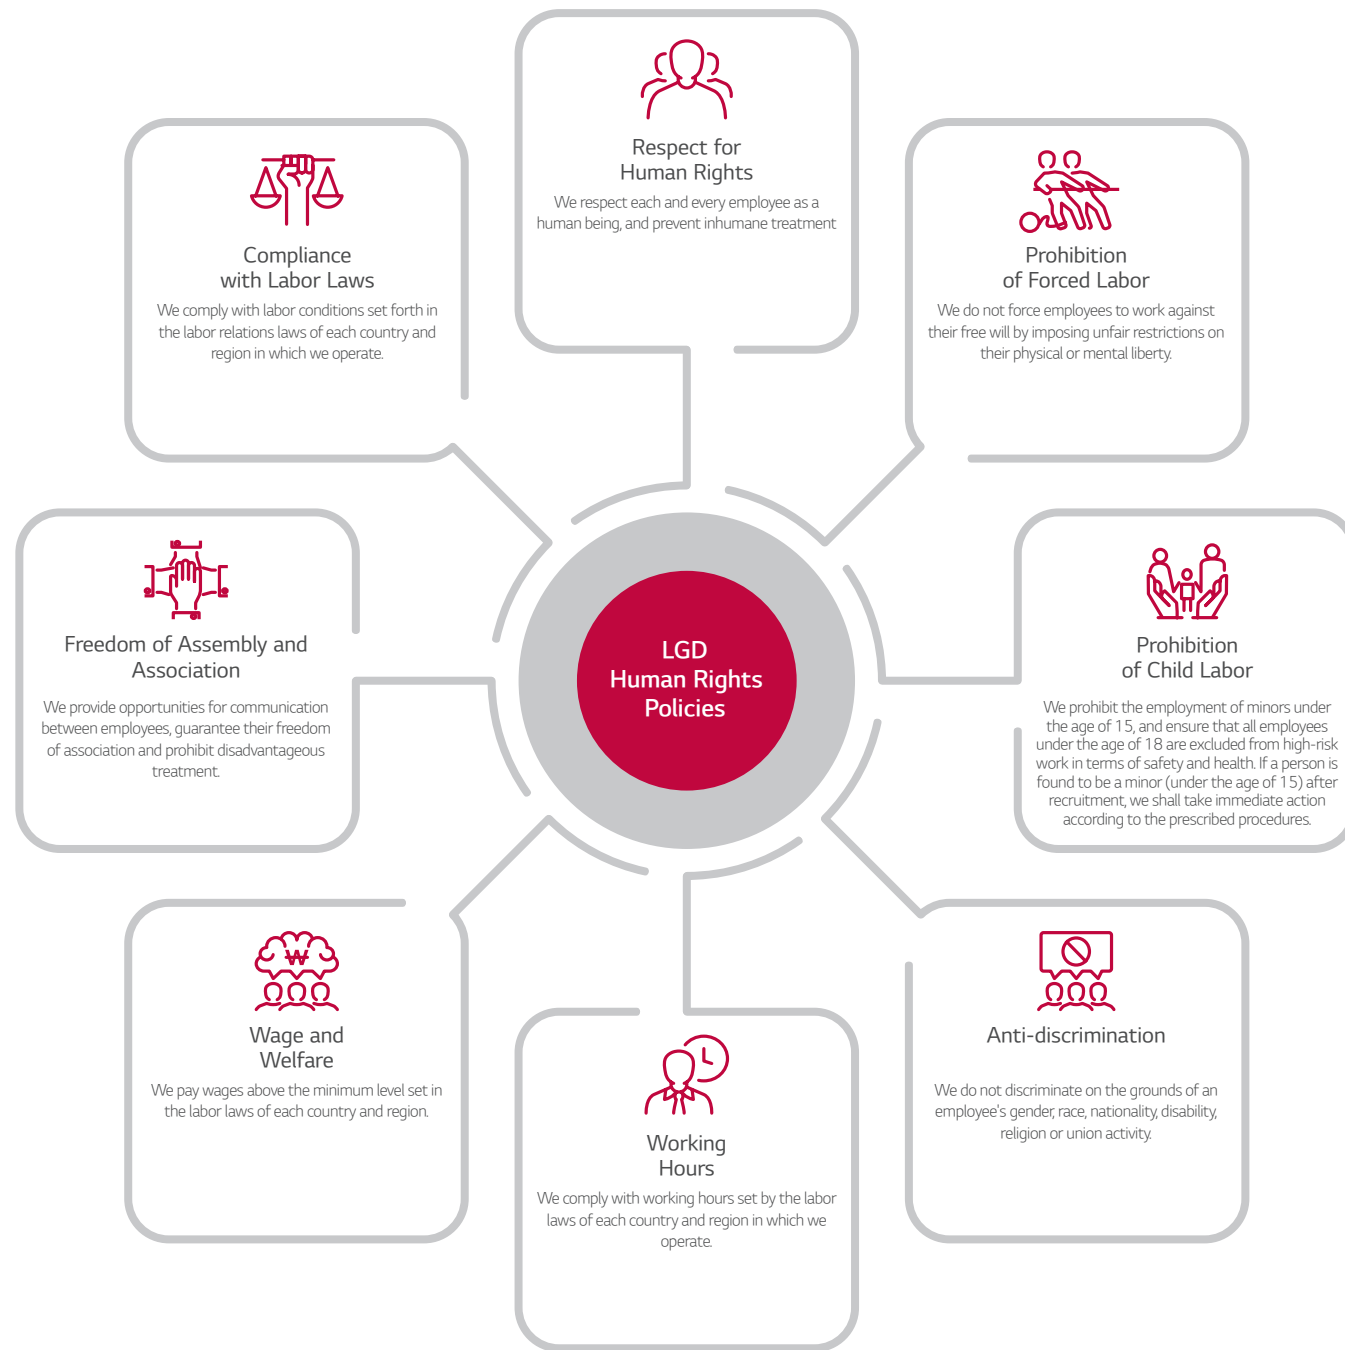 Respect for
Human Rights
We respect each and every employee as a
human being, and prevent inhumane treatment
Compliance
with Labor Laws
We comply with labor conditions set forth in
the labor relations laws of each country and
region in which we operate.
Prohibition
of Forced Labor
We do not force employees to work against
their free will by imposing unfair restrictions on
their physical or mental liberty.
Freedom of Assembly and
Association
We provide opportunities for communication
between employees, guarantee their freedom
of association and prohibit disadvantageous
treatment.
LGD
Human Rights
Policies
Prohibition
of Child Labor
We prohibit the employment of minors under
the age of 15, and ensure that all employees
under the age of 18 are excluded from high-risk
work in terms of safety and health. If a person is
found to be a minor (under the age of 15) after
recruitment, we shall take immediate action
according to the prescribed procedures.
₩
Wage and
Welfare
We pay wages above the minimum level set in
the labor laws of each country and region.
Working
Hours
We comply with working hours set by the labor
laws of each country and region in which we
operate.
Anti-discrimination
We do not discriminate on the grounds of an
employee's gender, race, nationality, disability,
religion or union activity.